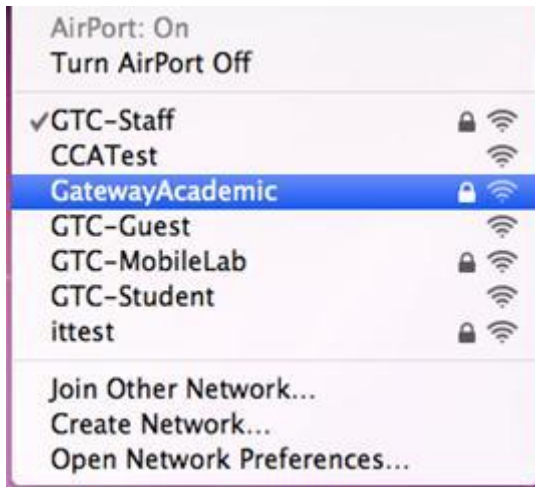 AirPort: On
Turn AirPort Off
✓GTC-Staff
CCATest
GatewayAcademic
GTC-Guest
GTC-MobileLab
GTC-Student
ittest
Join Other Network...
Create Network...
Open Network Preferences...